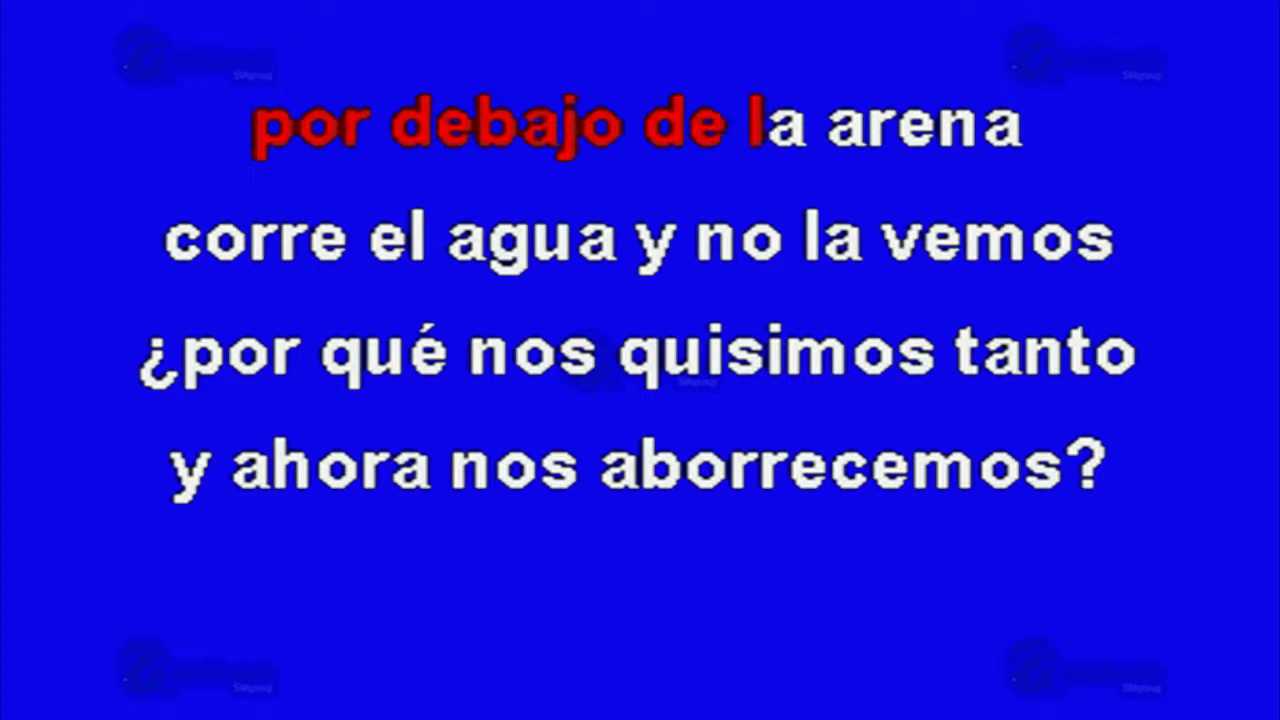 por debajo de la arena
corre el agua y no la vemos
¿por qué nos quisimos tanto
y ahora nos aborrecemos?